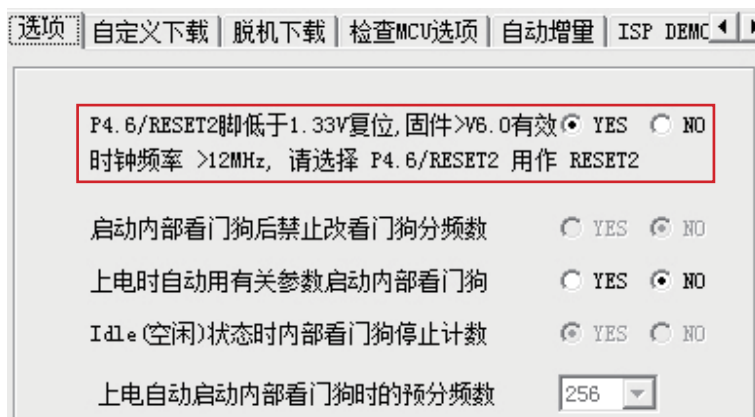 选项 自定义下载 脱机下载 检查MCU选项 自动增量 ISP DEMO
P4.6/RESET2脚低于1.33V复位,固件>V6.0有效 YES NO
时钟频率 >12MHz, 请选择 P4.6/RESET2 用作 RESET2
启动内部看门狗后禁止改看门狗分频数 YES NO
上电时自动用有关参数启动内部看门狗 YES NO
Idle(空闲)状态时内部看门狗停止计数 YES NO
上电自动启动内部看门狗时的预分频数 256